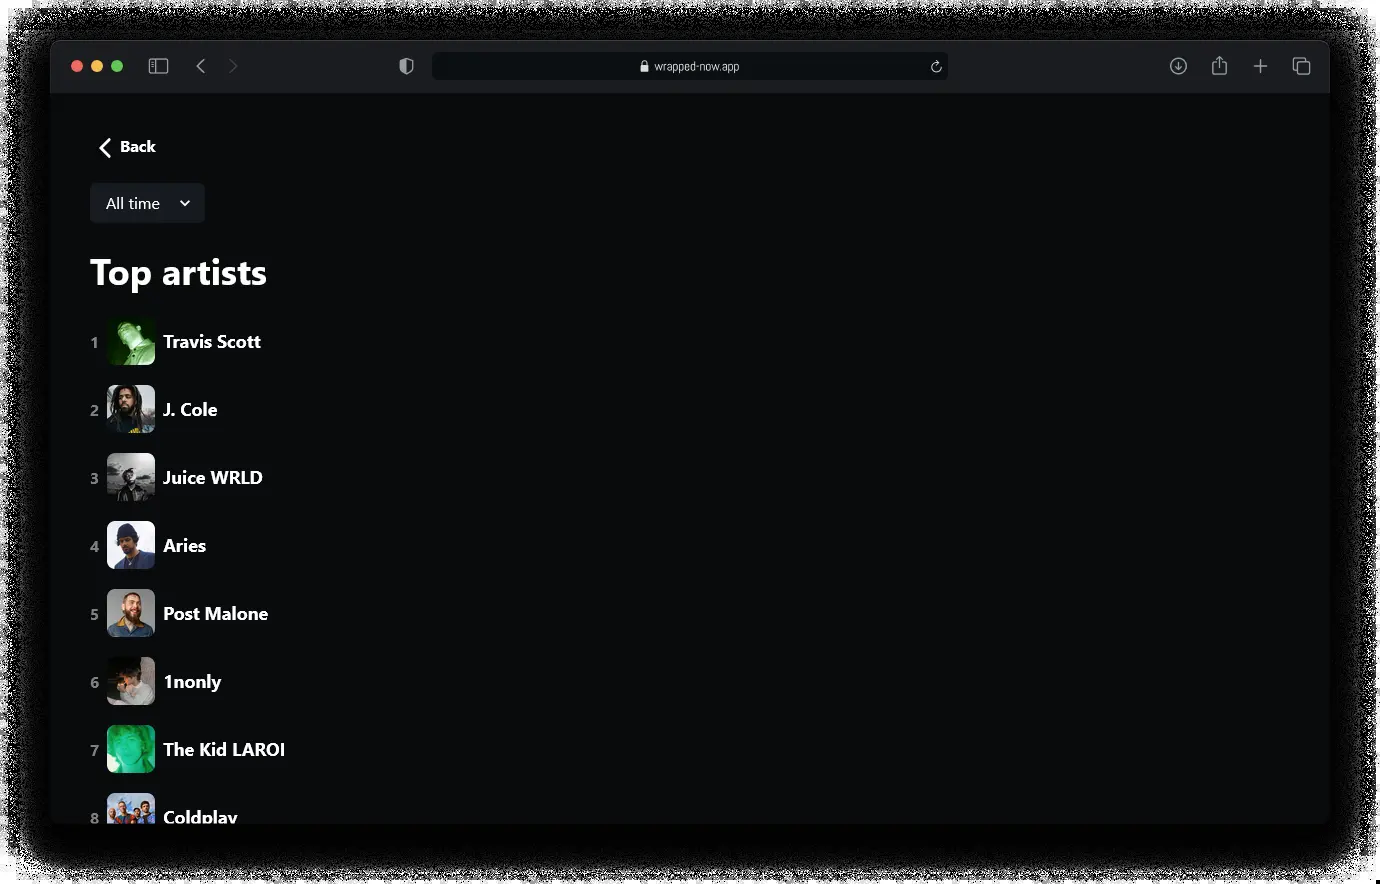 wrapped-now.app
Back
All time
Top artists
1 Travis Scott
2 J. Cole
3 Juice WRLD
4 Aries
5 Post Malone
6 1nonly
7 The Kid LAROI
8 Coldplay